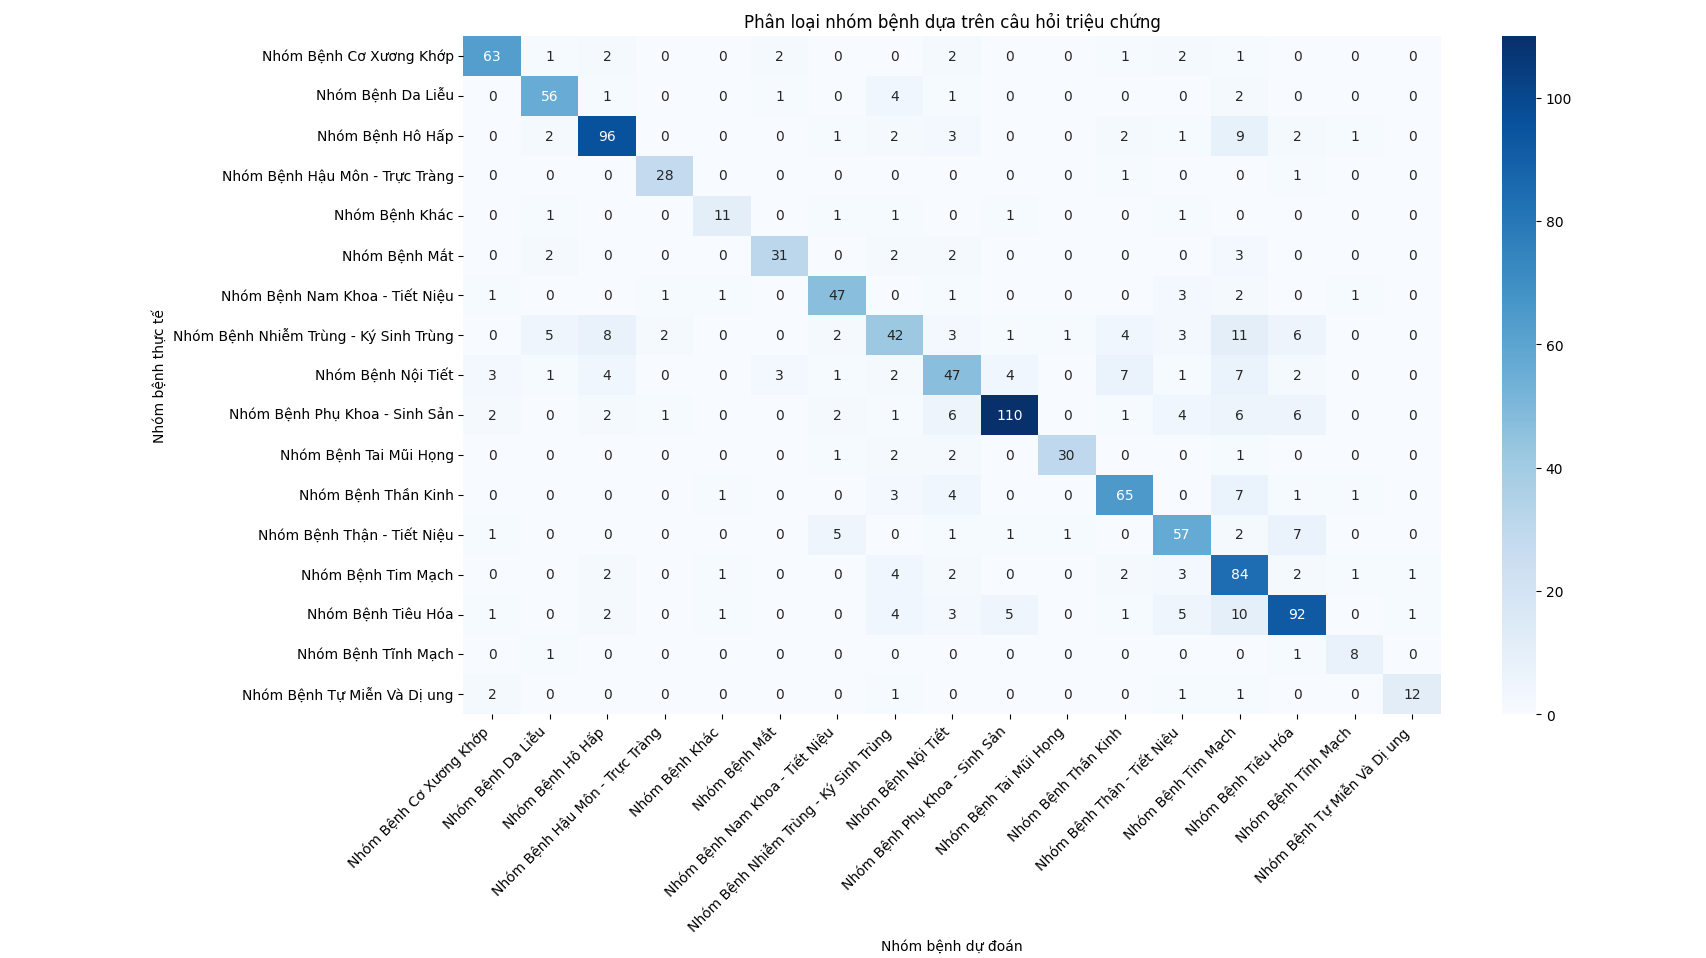 Phân loại nhóm bệnh dựa trên câu hỏi triệu chứng
Nhóm bệnh thực tế
Nhóm Bệnh Cơ Xương Khớp 63 1 2 0 0 2 0 0 2 0 0 1 2 1 0 0 0
Nhóm Bệnh Da Liễu 0 56 1 0 0 1 0 4 1 0 0 0 0 2 0 0 0
Nhóm Bệnh Hô Hấp 0 2 96 0 0 0 1 2 3 0 0 2 1 9 2 1 0
Nhóm Bệnh Hậu Môn - Trực Tràng 0 0 0 28 0 0 0 0 0 0 0 1 0 0 1 0 0
Nhóm Bệnh Khác 0 1 0 0 11 0 1 1 0 1 0 0 1 0 0 0 0
Nhóm Bệnh Mắt 0 2 0 0 0 31 0 2 2 0 0 0 0 3 0 0 0
Nhóm Bệnh Nam Khoa - Tiết Niệu 1 0 0 1 1 0 47 0 1 0 0 0 3 2 0 1 0
Nhóm Bệnh Nhiễm Trùng - Ký Sinh Trùng 0 5 8 2 0 0 2 42 3 1 1 4 3 11 6 0 0
Nhóm Bệnh Nội Tiết 3 1 4 0 0 3 1 2 47 4 0 7 1 7 2 0 0
Nhóm Bệnh Phụ Khoa - Sinh Sản 2 0 2 1 0 0 2 1 6 110 0 1 4 6 6 0 0
Nhóm Bệnh Tai Mũi Họng 0 0 0 0 0 0 1 2 2 0 30 0 0 1 0 0 0
Nhóm Bệnh Thần Kinh 0 0 0 0 1 0 0 3 4 0 0 65 0 7 1 1 0
Nhóm Bệnh Thận - Tiết Niệu 1 0 0 0 0 0 5 0 1 1 1 0 57 2 7 0 0
Nhóm Bệnh Tim Mạch 0 0 2 0 1 0 0 4 2 0 0 2 3 84 2 1 1
Nhóm Bệnh Tiêu Hóa 1 0 2 0 1 0 0 4 3 5 0 1 5 10 92 0 1
Nhóm Bệnh Tĩnh Mạch 0 1 0 0 0 0 0 0 0 0 0 0 0 0 1 8 0
Nhóm Bệnh Tự Miễn Và Dị ung 2 0 0 0 0 0 0 1 0 0 0 0 1 1 0 0 12
Nhóm Bệnh Cơ Xương Khớp
Nhóm Bệnh Da Liễu
Nhóm Bệnh Hô Hấp
Nhóm Bệnh Hậu Môn - Trực Tràng
Nhóm Bệnh Khác
Nhóm Bệnh Mắt
Nhóm Bệnh Nam Khoa - Tiết Niệu
Nhóm Bệnh Nhiễm Trùng - Ký Sinh Trùng
Nhóm Bệnh Nội Tiết
Nhóm Bệnh Phụ Khoa - Sinh Sản
Nhóm Bệnh Tai Mũi Họng
Nhóm Bệnh Thần Kinh
Nhóm Bệnh Thận - Tiết Niệu
Nhóm Bệnh Tim Mạch
Nhóm Bệnh Tiêu Hóa
Nhóm Bệnh Tĩnh Mạch
Nhóm Bệnh Tự Miễn Và Dị ung
Nhóm bệnh dự đoán
100
80
60
40
20
0